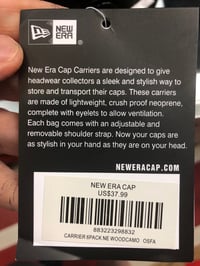 NEW
ERA
New Era Cap Carriers are designed to give
headwear collectors a sleek and stylish way to
store and transport their caps. These carriers
are made of lightweight, crush proof neoprene,
complete with eyelets to allow ventilation.
Each bag comes with an adjustable and
removable shoulder strap. Now your caps are
as stylish in your hand as they are on your head.
NEWERACAP.COM
NEW ERA CAP
US$37.99
883223298832
CARRIER 6PACK NE WOODCAMO OSFA